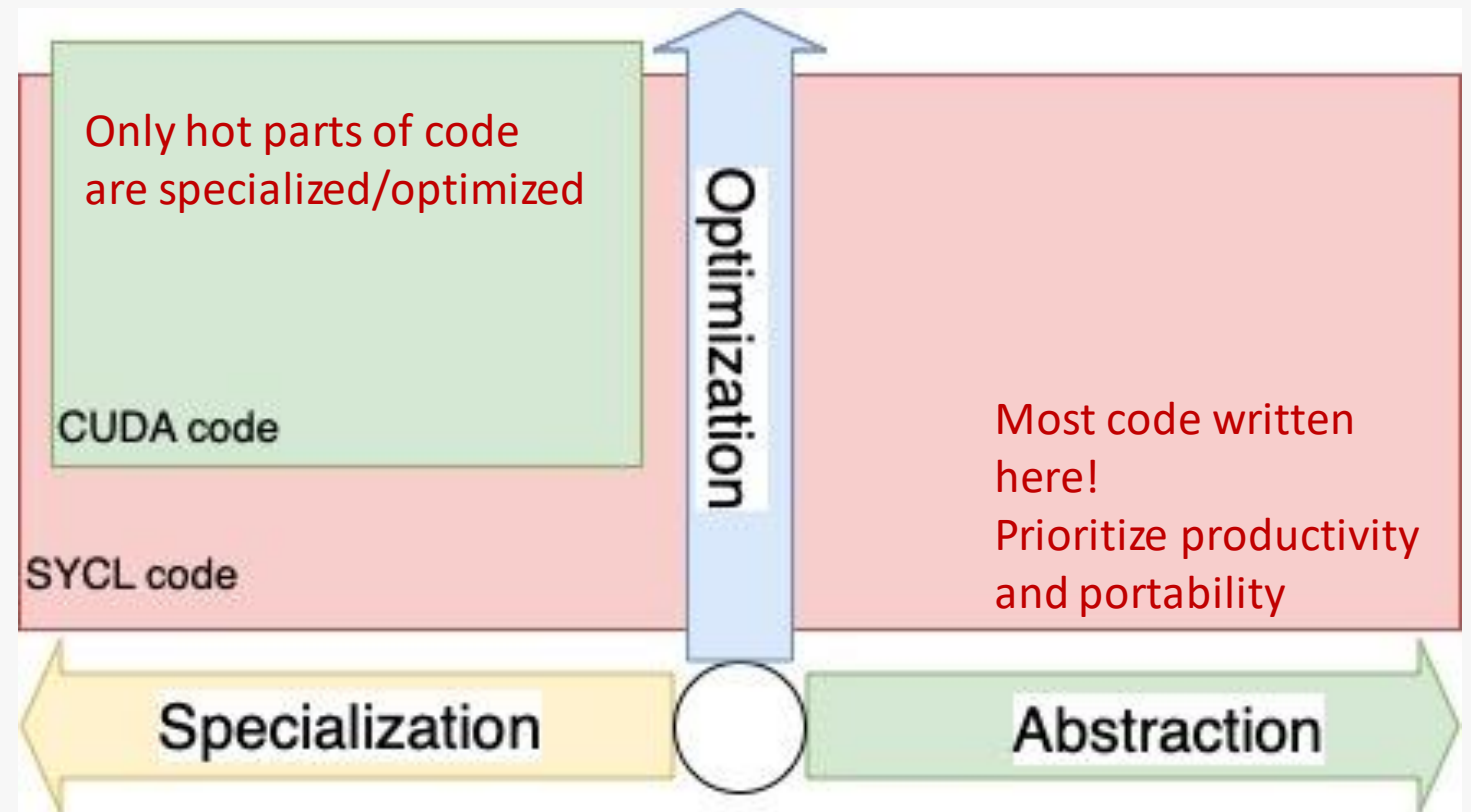 Only hot parts of code
are specialized/optimized
Optimization
CUDA code
Most code written
here!
Prioritize productivity
and portability
SYCL code
Specialization
Abstraction